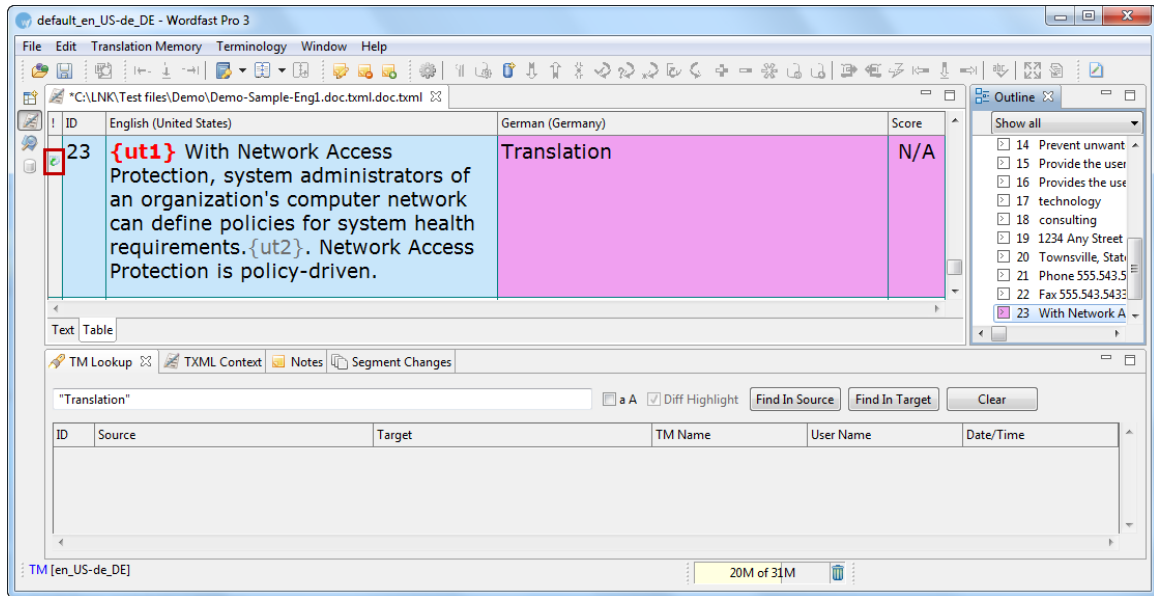 default_en_US-de_DE - Wordfast Pro 3
File Edit Translation Memory Terminology Window Help
*C:\LNK\Test files\Demo\Demo-Sample-Eng1.doc.txml.doc.txml
Outline
! ID English (United States) German (Germany) Score
Show all
23 {ut1} With Network Access
Protection, system administrators of
an organization's computer network
can define policies for system health
requirements.{ut2}. Network Access
Protection is policy-driven.
Translation
N/A
14 Prevent unwant
15 Provide the user
16 Provides the use
17 technology
18 consulting
19 1234 Any Street
20 Townsville, State
21 Phone 555.543.5
22 Fax 555.543.5433
23 With Network A
Text Table
TM Lookup TXML Context Notes Segment Changes
"Translation" a A Diff Highlight Find In Source Find In Target Clear
ID Source Target TM Name User Name Date/Time
TM [en_US-de_DE] 20M of 31M